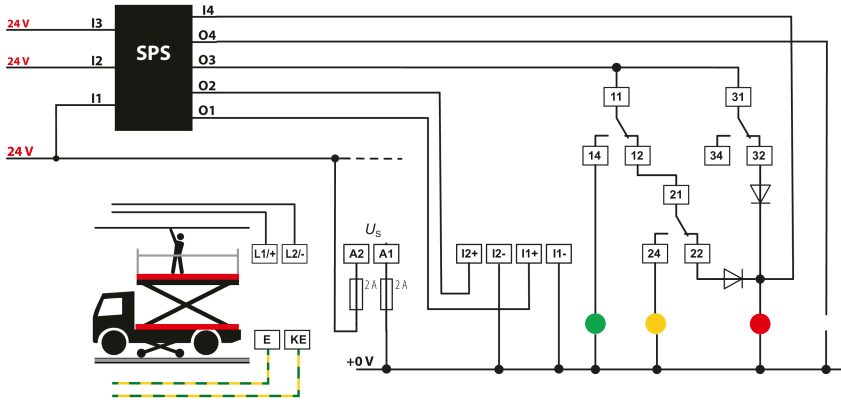 I4
24 V I3
O4
SPS
24 V I2 O3
O2
I1
O1
24 V
11 31
14 12 34 32
21
US
L1/+ L2/- A2 A1 I2+ I2- I1+ I1- 24 22
2 A 2 A
E KE
+0 V